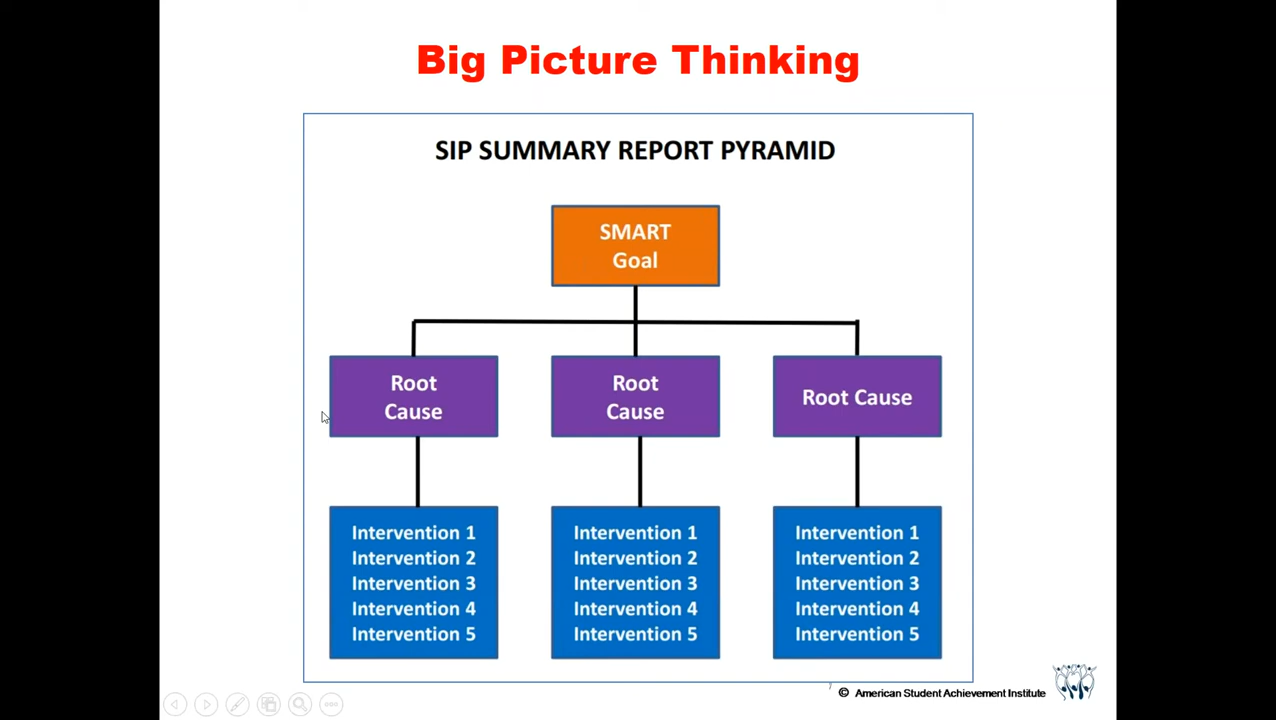 Big Picture Thinking
SIP SUMMARY REPORT PYRAMID
SMART
Goal
Root
Cause
Root
Cause
Root Cause
Intervention 1
Intervention 2
Intervention 3
Intervention 4
Intervention 5
Intervention 1
Intervention 2
Intervention 3
Intervention 4
Intervention 5
Intervention 1
Intervention 2
Intervention 3
Intervention 4
Intervention 5
© American Student Achievement Institute